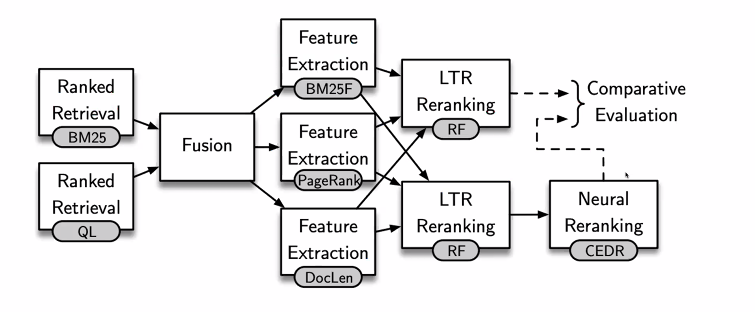 Ranked
Retrieval
BM25
Ranked
Retrieval
QL
Fusion
Feature
Extraction
BM25F
Feature
Extraction
PageRank
Feature
Extraction
DocLen
LTR
Reranking
RF
LTR
Reranking
RF
Neural
Reranking
CEDR
Comparative
Evaluation